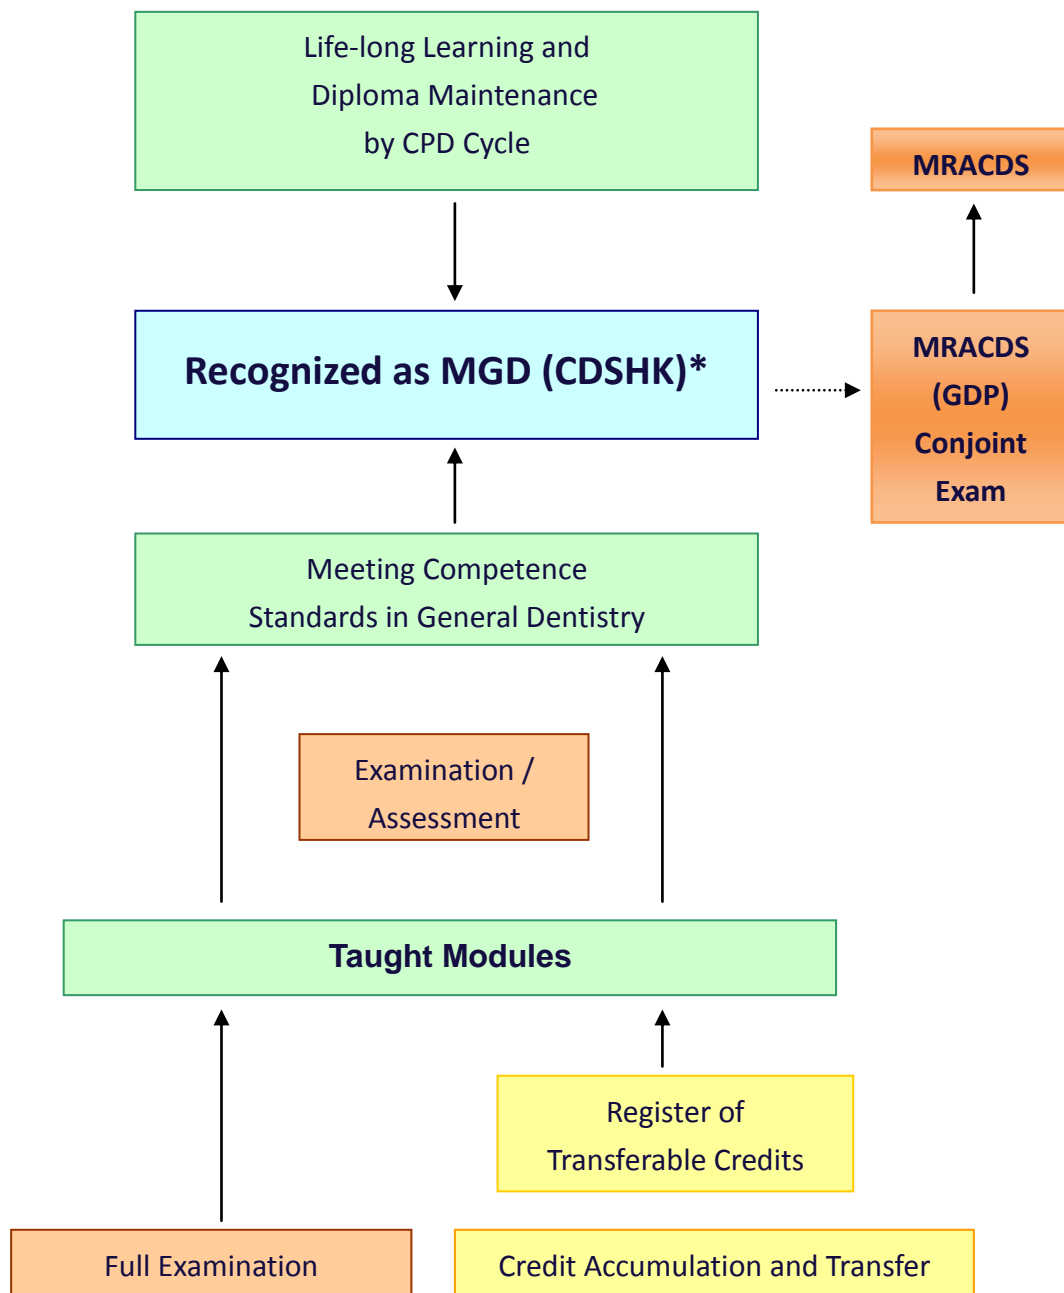 Life-long Learning and
Diploma Maintenance
by CPD Cycle
MRACDS
Recognized as MGD (CDSHK)*
MRACDS
(GDP)
Conjoint
Exam
Meeting Competence
Standards in General Dentistry
Examination /
Assessment
Taught Modules
Register of
Transferable Credits
Full Examination
Credit Accumulation and Transfer